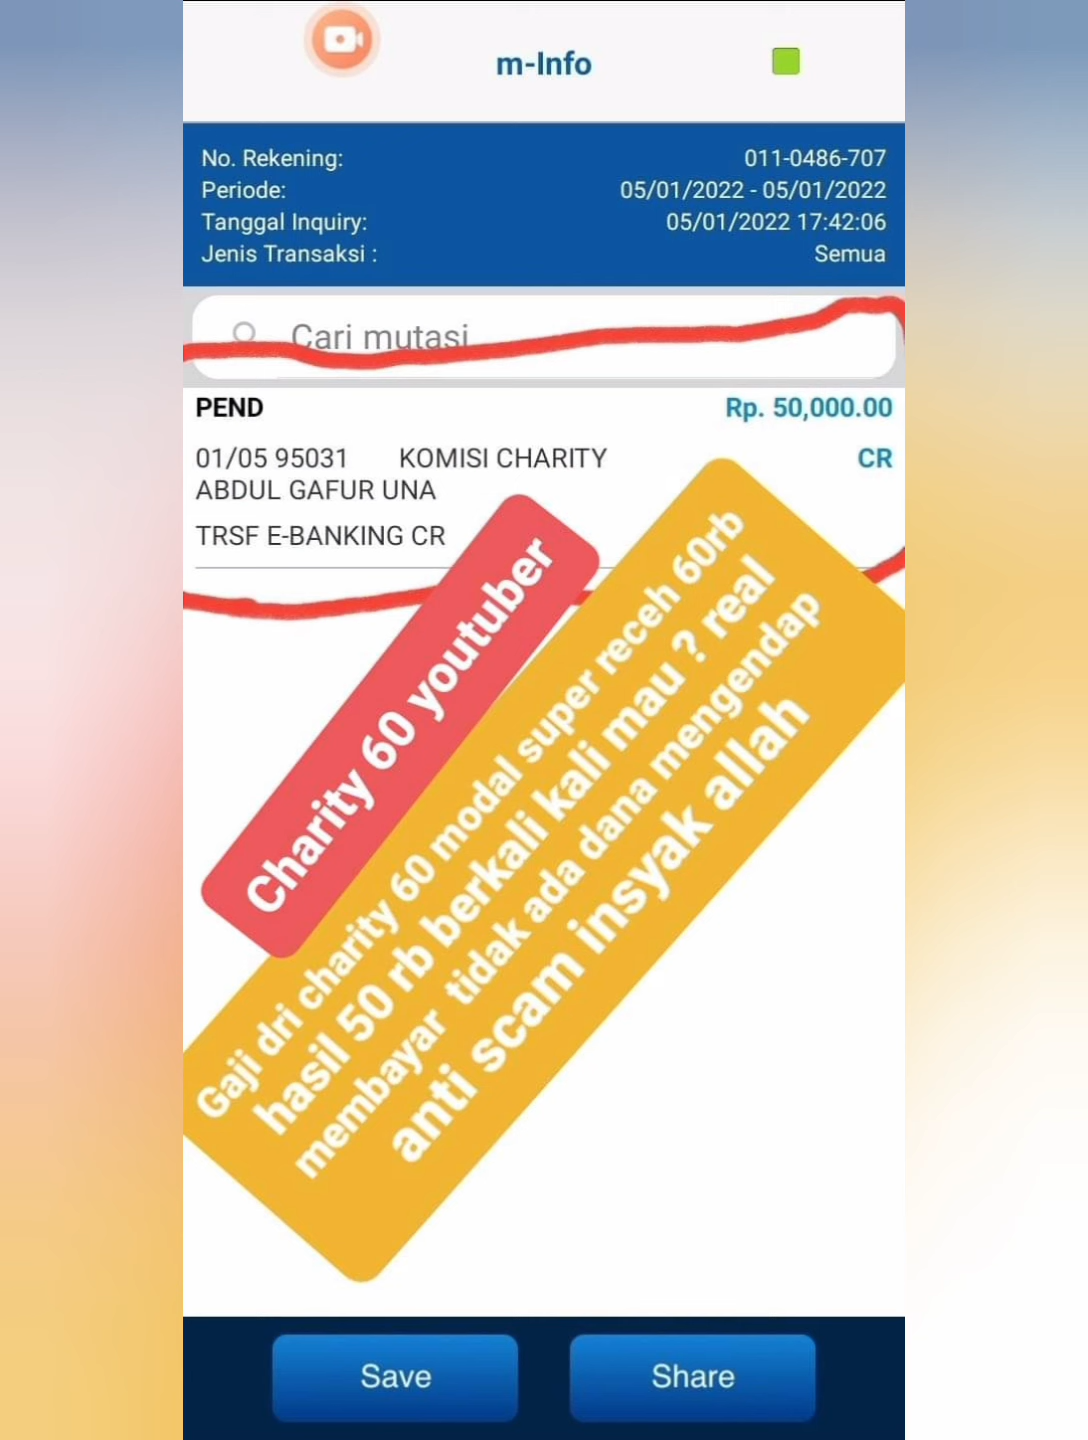 m-Info
No. Rekening: 011-0486-707
Periode: 05/01/2022 - 05/01/2022
Tanggal Inquiry: 05/01/2022 17:42:06
Jenis Transaksi : Semua
Cari mutasi
PEND Rp. 50,000.00
01/05 95031 KOMISI CHARITY CR
ABDUL GAFUR UNA
TRSF E-BANKING CR
Charity 60 youtuber
Gaji dri charity 60 modal super receh 60rb
hasil 50 rb berkali kali mau ? real
membayar tidak ada dana mengendap
anti scam insyak allah
Save
Share